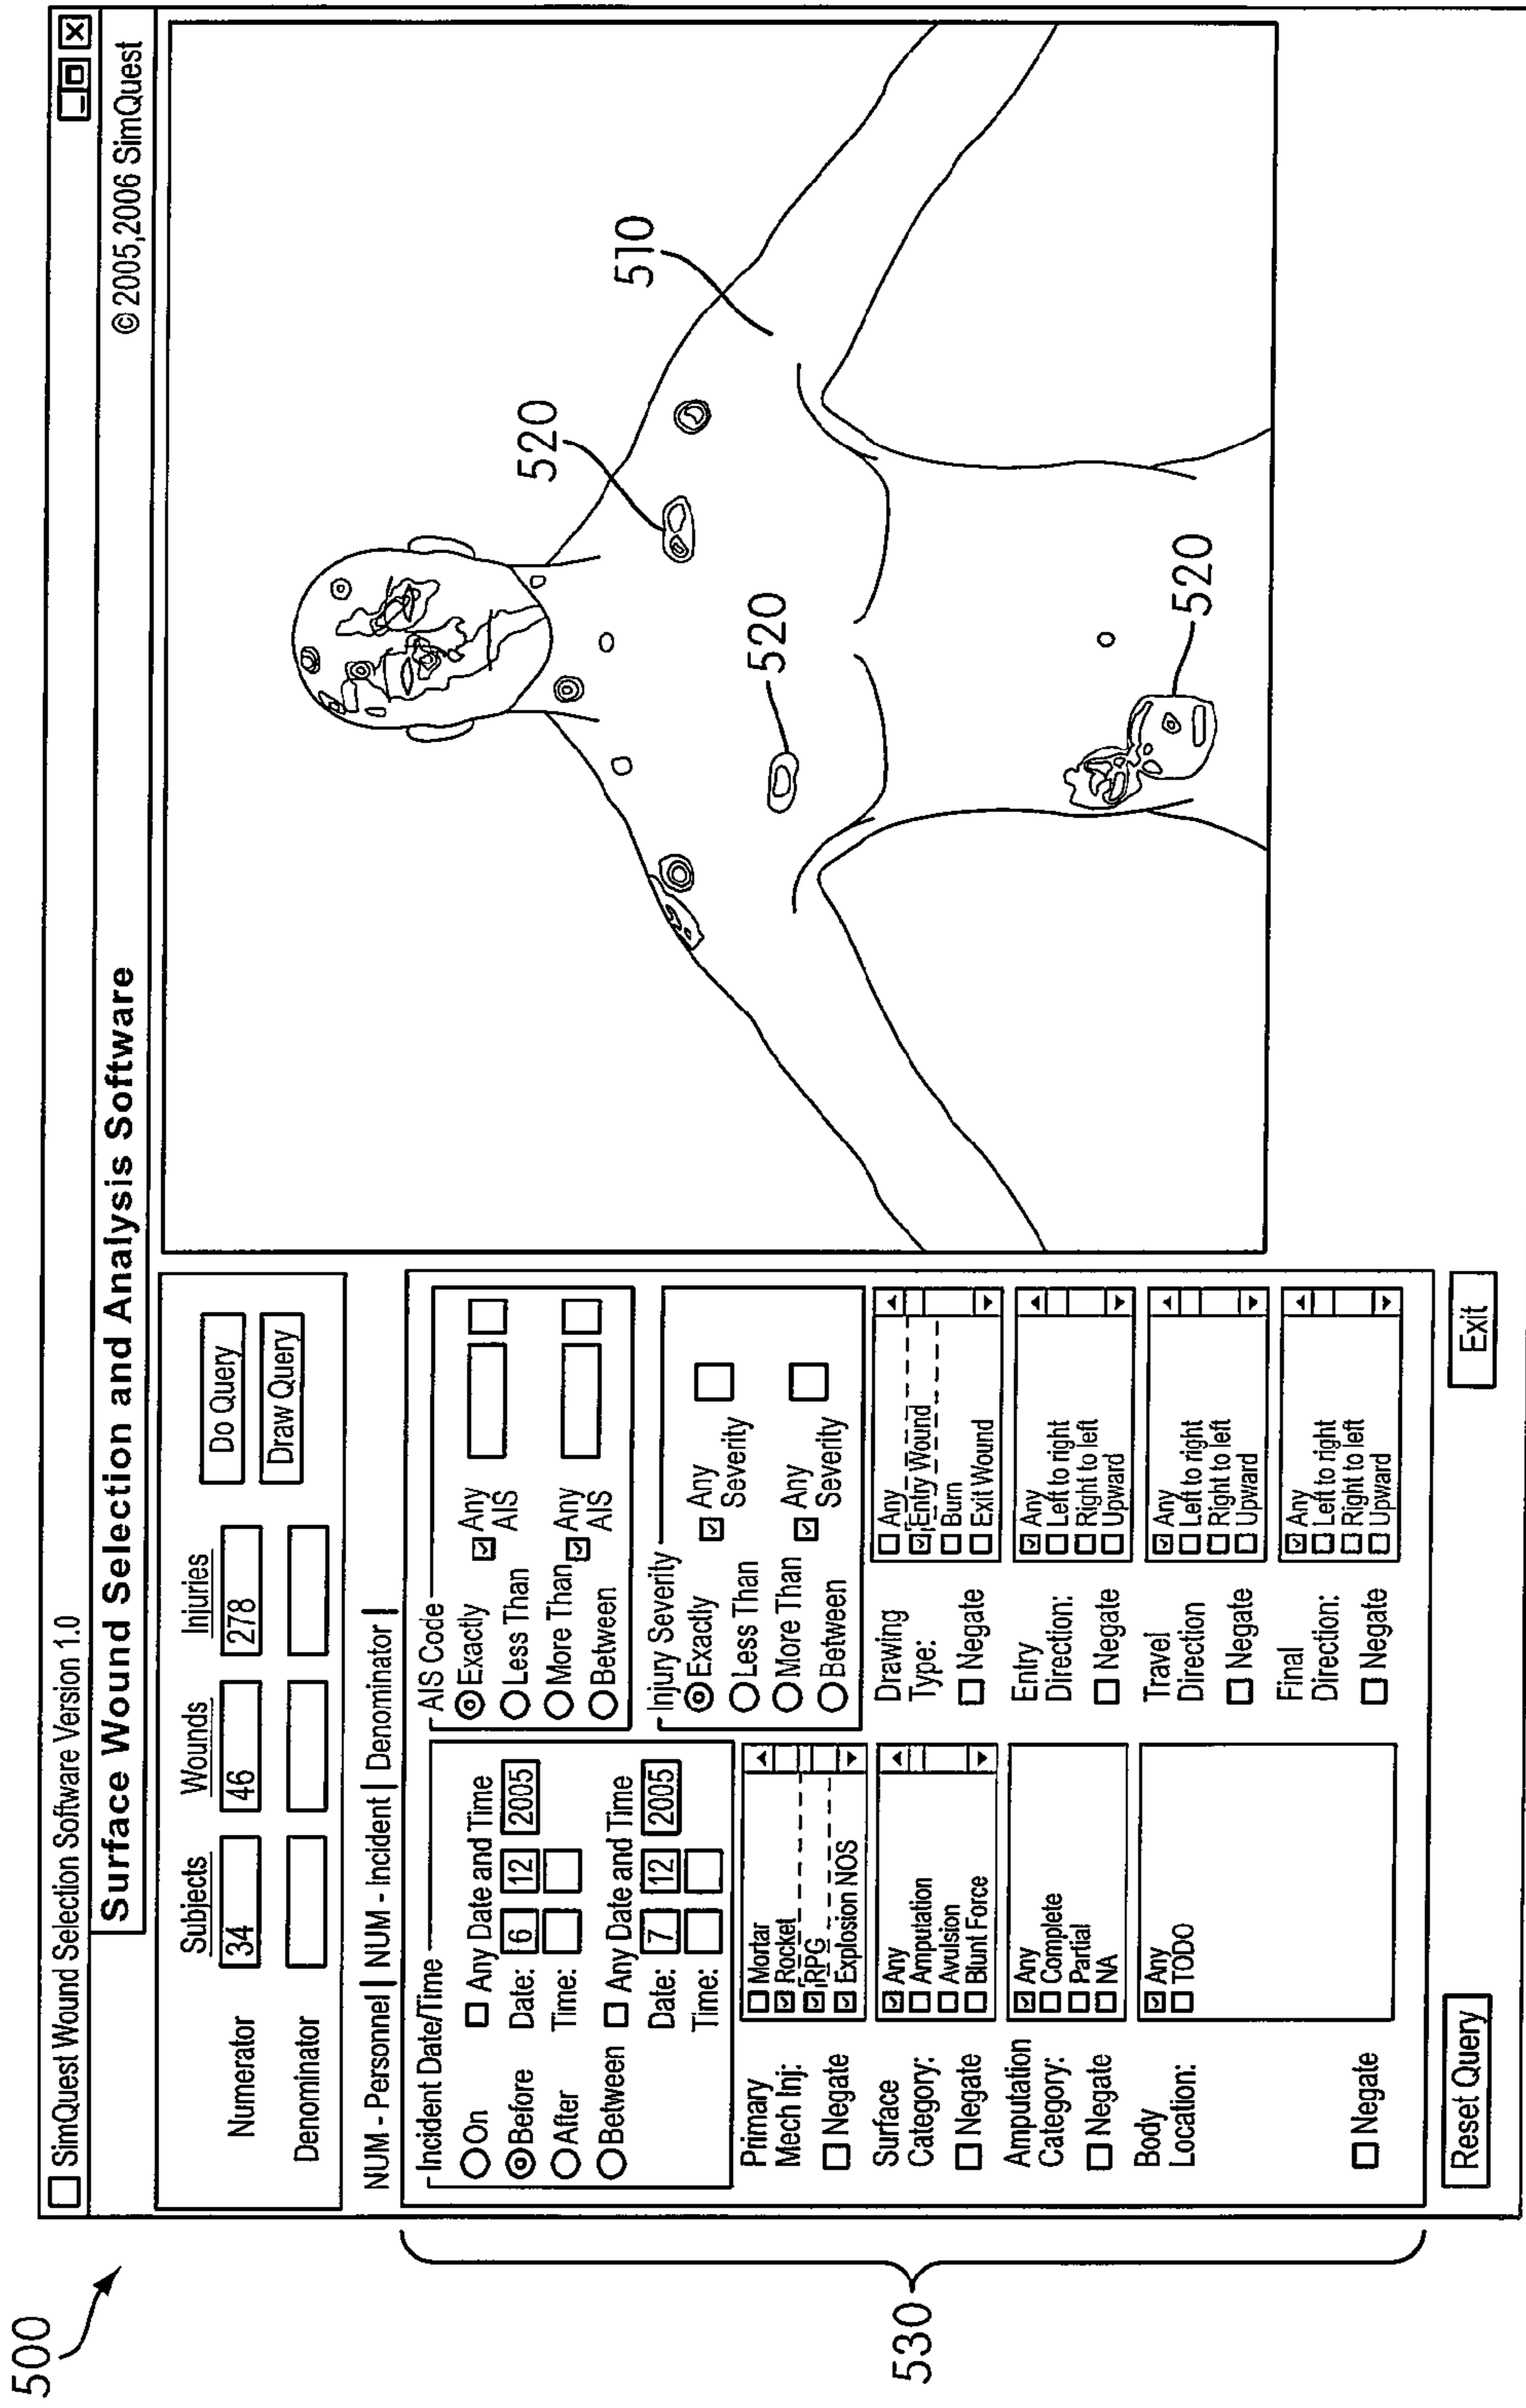 500
SimQuest Wound Selection Software Version 1.0
Surface Wound Selection and Analysis Software
© 2005,2006 SimQuest
Subjects Wounds Injuries
Numerator 34 46 278 Do Query
Denominator Draw Query
NUM - Personnel | NUM - Incident | Denominator |
Incident Date/Time
On Any Date and Time
Before Date: 6 12 2005
After Time:
Between Any Date and Time
Date: 7 12 2005
Time:
AIS Code
Exactly Any AIS
Less Than
More Than Any AIS
Between
Injury Severity
Exactly Any Severity
Less Than
More Than Any Severity
Between
Primary
Mech Inj:
Negate
Mortar
Rocket
RPG
Explosion NOS
Surface
Category:
Negate
Any
Amputation
Avulsion
Blunt Force
Amputation
Category:
Negate
Any
Complete
Partial
NA
Body
Location:
Negate
Any
TODO
Drawing
Type:
Negate
Any
Entry Wound
Burn
Exit Wound
Entry
Direction:
Negate
Any
Left to right
Right to left
Upward
Travel
Direction
Negate
Any
Left to right
Right to left
Upward
Final
Direction:
Negate
Any
Left to right
Right to left
Upward
Reset Query
Exit
510
520
520
520
530